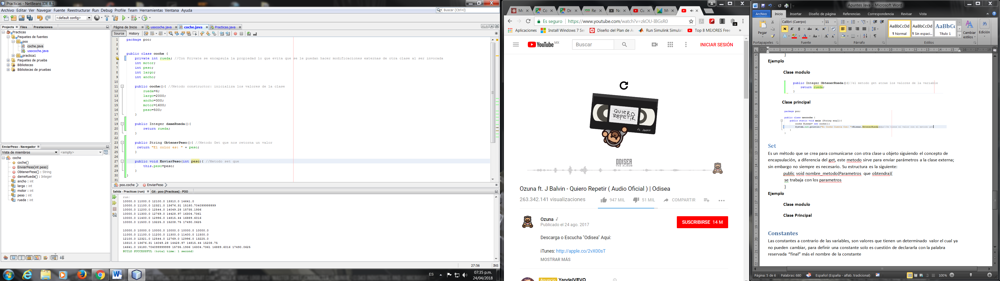 Practicas - NetBeans IDE 8.1
Archivo Editar Ver Navegar Fuente Reestructurar Run Debug Profile Team Herramientas Ventana Ayuda
Buscar (Ctrl+I)
<default config>
Projects Files Prestaciones
Practicas
Paquetes de fuentes
poo
coche.java
usocoche.java
practica1
Paquetes de prueba
Bibliotecas
Bibliotecas de pruebas
EnviarPeso - Navegador
Vista de miembros <empty>
coche
coche()
EnviarPeso(int peso)
ObtenerPeso() : String
dameRueda() : Integer
ancho : int
largo : int
motor : int
peso : int
rueda : int
Página de Inicio usocoche.java coche.java Practicas.java
Source History
1 package poo;
2
3
4 public class coche {
private int rueda; //Con Private se encapsula la propiedad lo que evita que se le puedan hacer modificaciones externas de otra clase al ser invocada
6 int motor;
7 int peso;
8 int largo;
9 int ancho;
10
11 public coche(){ //Metodo constructor: inicializa los valores de la clase
12 rueda=4;
13 largo=2000;
14 ancho=300;
15 motor=1600;
16 peso=500;
17 }
18
19 public Integer dameRueda(){
20 return rueda;
21 }
22
23 public String ObtenerPeso(){ //Metodo Get que nos retorna un valor
24 return "El color es: " + peso;
25 }
26
27 public void EnviarPeso(int peso){ //Metodo set que
28 this.peso=peso;
29 }
30 }
31
poo.coche EnviarPeso
Salida - Practicas (run) Git - poo [Practicas] - POO
run:
10000.0 11000.0 12100.0 13310.0 14641.0
10000.0 11100.0 12321.0 13676.31 15180.704099999999
10000.0 11200.0 12544.0 14049.28 15735.1936
10000.0 11300.0 12769.0 14428.97 16304.7361
10000.0 11400.0 12996.0 14815.44 16889.6016
10000.0 11500.0 13225.0 15208.75 17490.0625
10000.0 10000.0 10000.0 10000.0 10000.0 10000.0
11000.0 11100.0 11200.0 11300.0 11400.0 11500.0
12100.0 12321.0 12544.0 12769.0 12996.0 13225.0
13310.0 13676.31 14049.28 14428.97 14815.44 15208.75
14641.0 15180.704099999999 15735.1936 16304.7361 16889.6016 17490.0625
BUILD SUCCESSFUL (total time: 1 second)
27:56 INS
ES 07:35 p.m.
24/04/2018
Es seguro https://www.youtube.com/watch?v=zkOU-IBGsR0
18
Aplicaciones Install Windows 7 Ser Diseño del Plan de Ac Run Simulink Simulat Top 8 MEJORES Free »
YouTube MX
Buscar
INICIAR SESIÓN
QUIERO
REPETIR
ft. JBalvin
ODISEA
THE ALBUM
Ozuna ft. J Balvin - Quiero Repetir ( Audio Oficial ) | Odisea
263.342.141 visualizaciones 947 MIL 51 MIL COMPARTIR
Ozuna
Publicado el 24 ago. 2017
SUSCRIBIRSE 14 M
Descarga o Escucha "Odisea" Aqui:
iTunes: http://apple.co/2vX00sT
MOSTRAR MÁS
Anuncio YandelVEVO
Apuntes Java - Microsoft Word
Archivo Inicio Insertar Diseño de página Referencias Correspondencia Revisar Vista
Calibri (Cuerpo) 11
Pegar
Portapapeles Fuente Párrafo Estilos
AaBbCcDd AaBbCcDd AaBbCc
¶ Normal ¶ Sin espaci... Título 1
Cambiar estilos
Edición
}
Ejemplo
Clase modulo
public Integer ObtenerRueda(){//el metodo get atrae los valores de la variable
return rueda;
}
Clase principal
package poo;
public class usocoche {
public static void main (String arg[]){
coche Nissan= new coche();
System.out.println("El Coche Cuenta Con: "+Nissan.ObtenerRueda());//Se tiene el valor con el metodo get
}
}
Set
Es un método que se crea para comunicarse con otra clase u objeto siguiendo el concepto de
encapsulación, a diferencia del get, este metodo sirve para enviar parámetros a la clase externa;
sin embargo no siempre es necesario. Su estructura es la siguiente:
public void nombre_metodo(Parametros que obtendra){
se trabaja con los parametros
}
Ejemplo
Clase modulo
Clase Principal
Constantes
Las constantes a contrario de las variables, son valores que tienen un determinado valor el cual ya
no pueden cambiar, para definir una constante solo es cuestión de declararla con la palabra
reservada “final” más el nombre de la constante
Página: 5 de 6 Palabras: 680 Español (España - alfab. tradicional) 100%